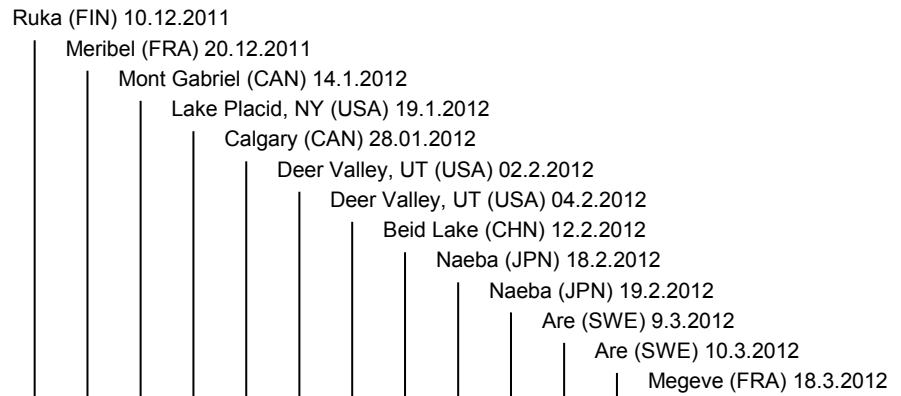 Ruka (FIN) 10.12.2011
Meribel (FRA) 20.12.2011
Mont Gabriel (CAN) 14.1.2012
Lake Placid, NY (USA) 19.1.2012
Calgary (CAN) 28.01.2012
Deer Valley, UT (USA) 02.2.2012
Deer Valley, UT (USA) 04.2.2012
Beid Lake (CHN) 12.2.2012
Naeba (JPN) 18.2.2012
Naeba (JPN) 19.2.2012
Are (SWE) 9.3.2012
Are (SWE) 10.3.2012
Megeve (FRA) 18.3.2012